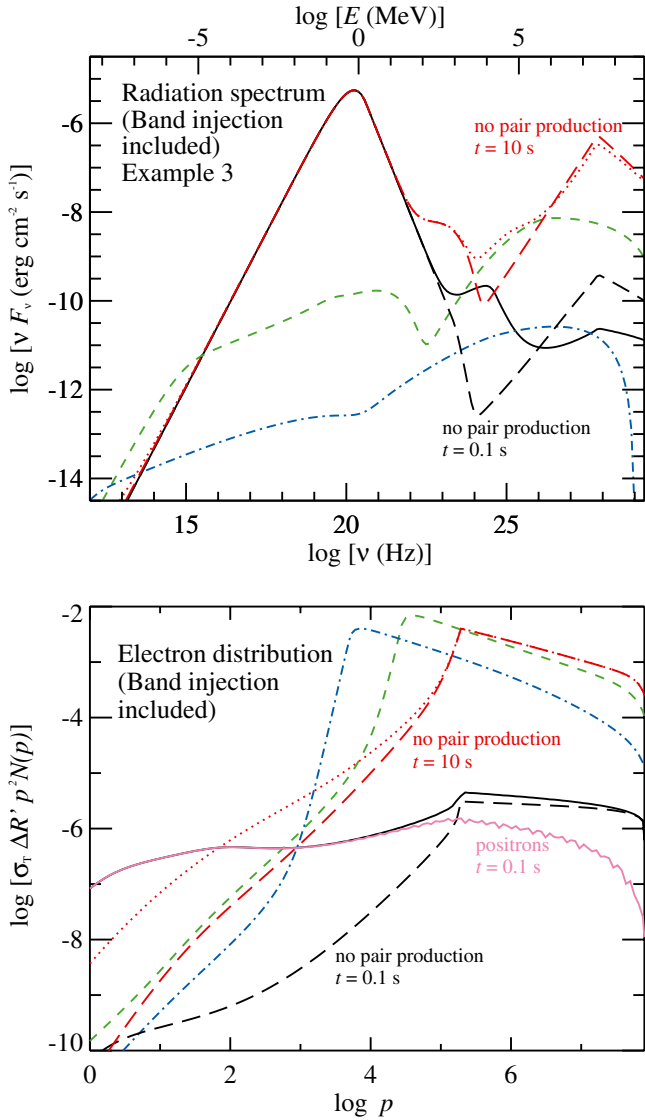 log [E (MeV)]
-5 0 5
Radiation spectrum
(Band injection
included)
Example 3
no pair production
t = 10 s
no pair production
t = 0.1 s
log [ν Fν (erg cm⁻² s⁻¹)]
-6
-8
-10
-12
-14
15 20 25
log [ν (Hz)]
Electron distribution
(Band injection
included)
no pair production
t = 10 s
positrons
t = 0.1 s
no pair production
t = 0.1 s
log [σT ΔR' p²N(p)]
-2
-4
-6
-8
-10
0 2 4 6
log p